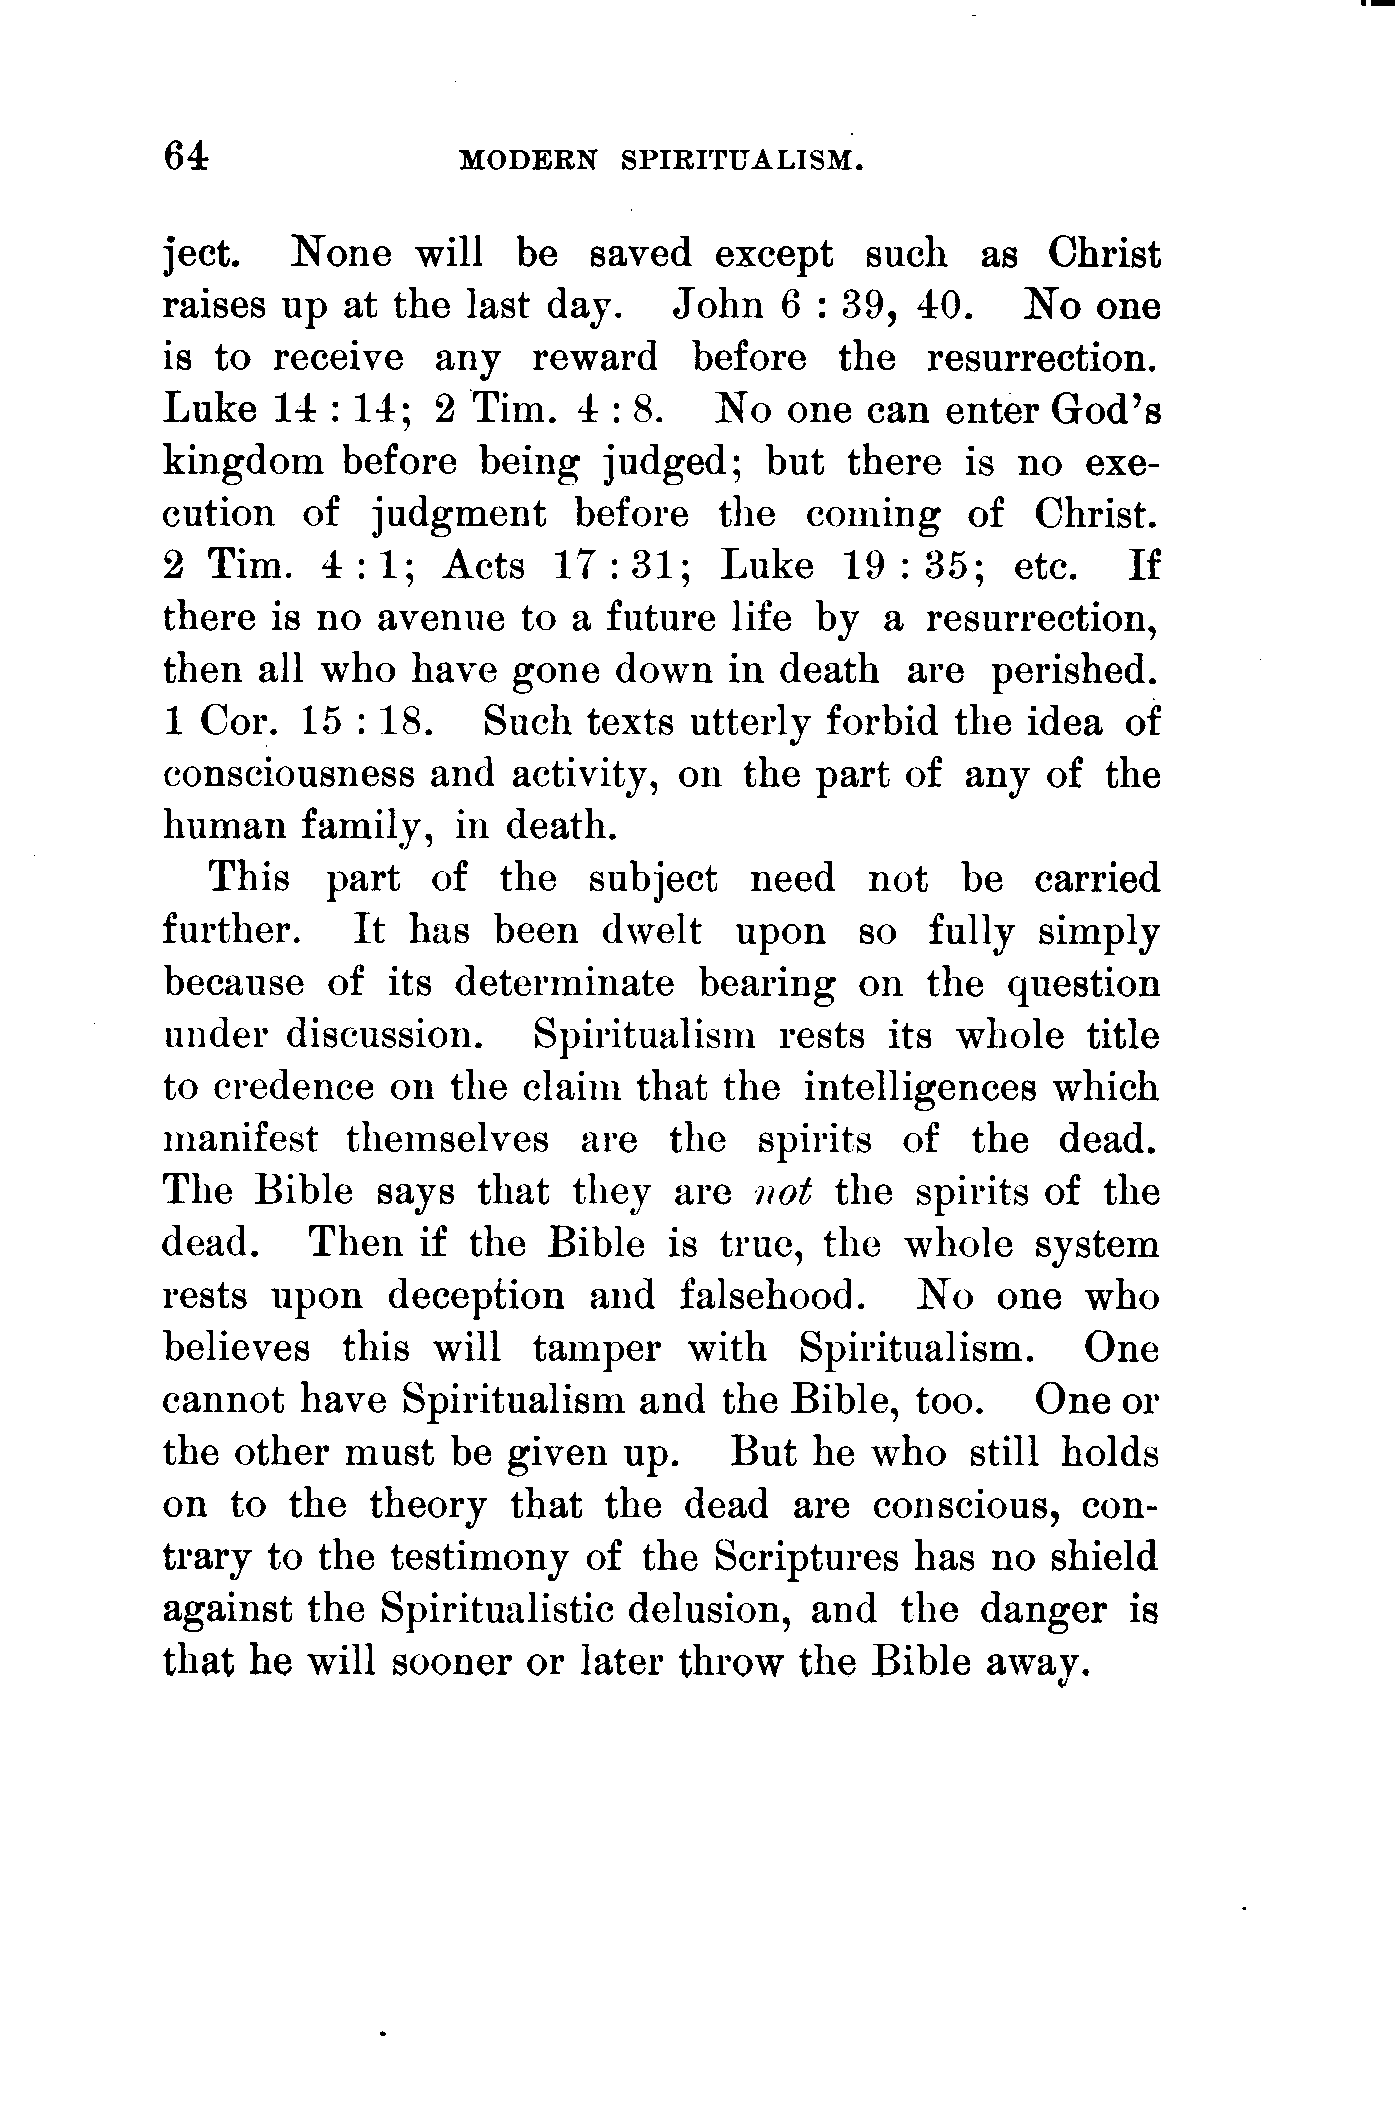 64 MODERN SPIRITUALISM.
ject. None will be saved except such as Christ
raises up at the last day. John 6 : 39, 40. No one
is to receive any reward before the resurrection.
Luke 14 : 14; 2 Tim. 4 : 8. No one can enter God's
kingdom before being judged; but there is no exe-
cution of judgment before the coming of Christ.
2 Tim. 4 : 1; Acts 17 : 31; Luke 19 : 35; etc. If
there is no avenue to a future life by a resurrection,
then all who have gone down in death are perished.
1 Cor. 15 : 18. Such texts utterly forbid the idea of
consciousness and activity, on the part of any of the
human family, in death.
This part of the subject need not be carried
further. It has been dwelt upon so fully simply
because of its determinate bearing on the question
under discussion. Spiritualism rests its whole title
to credence on the claim that the intelligences which
manifest themselves are the spirits of the dead.
The Bible says that they are not the spirits of the
dead. Then if the Bible is true, the whole system
rests upon deception and falsehood. No one who
believes this will tamper with Spiritualism. One
cannot have Spiritualism and the Bible, too. One or
the other must be given up. But he who still holds
on to the theory that the dead are conscious, con-
trary to the testimony of the Scriptures has no shield
against the Spiritualistic delusion, and the danger is
that he will sooner or later throw the Bible away.